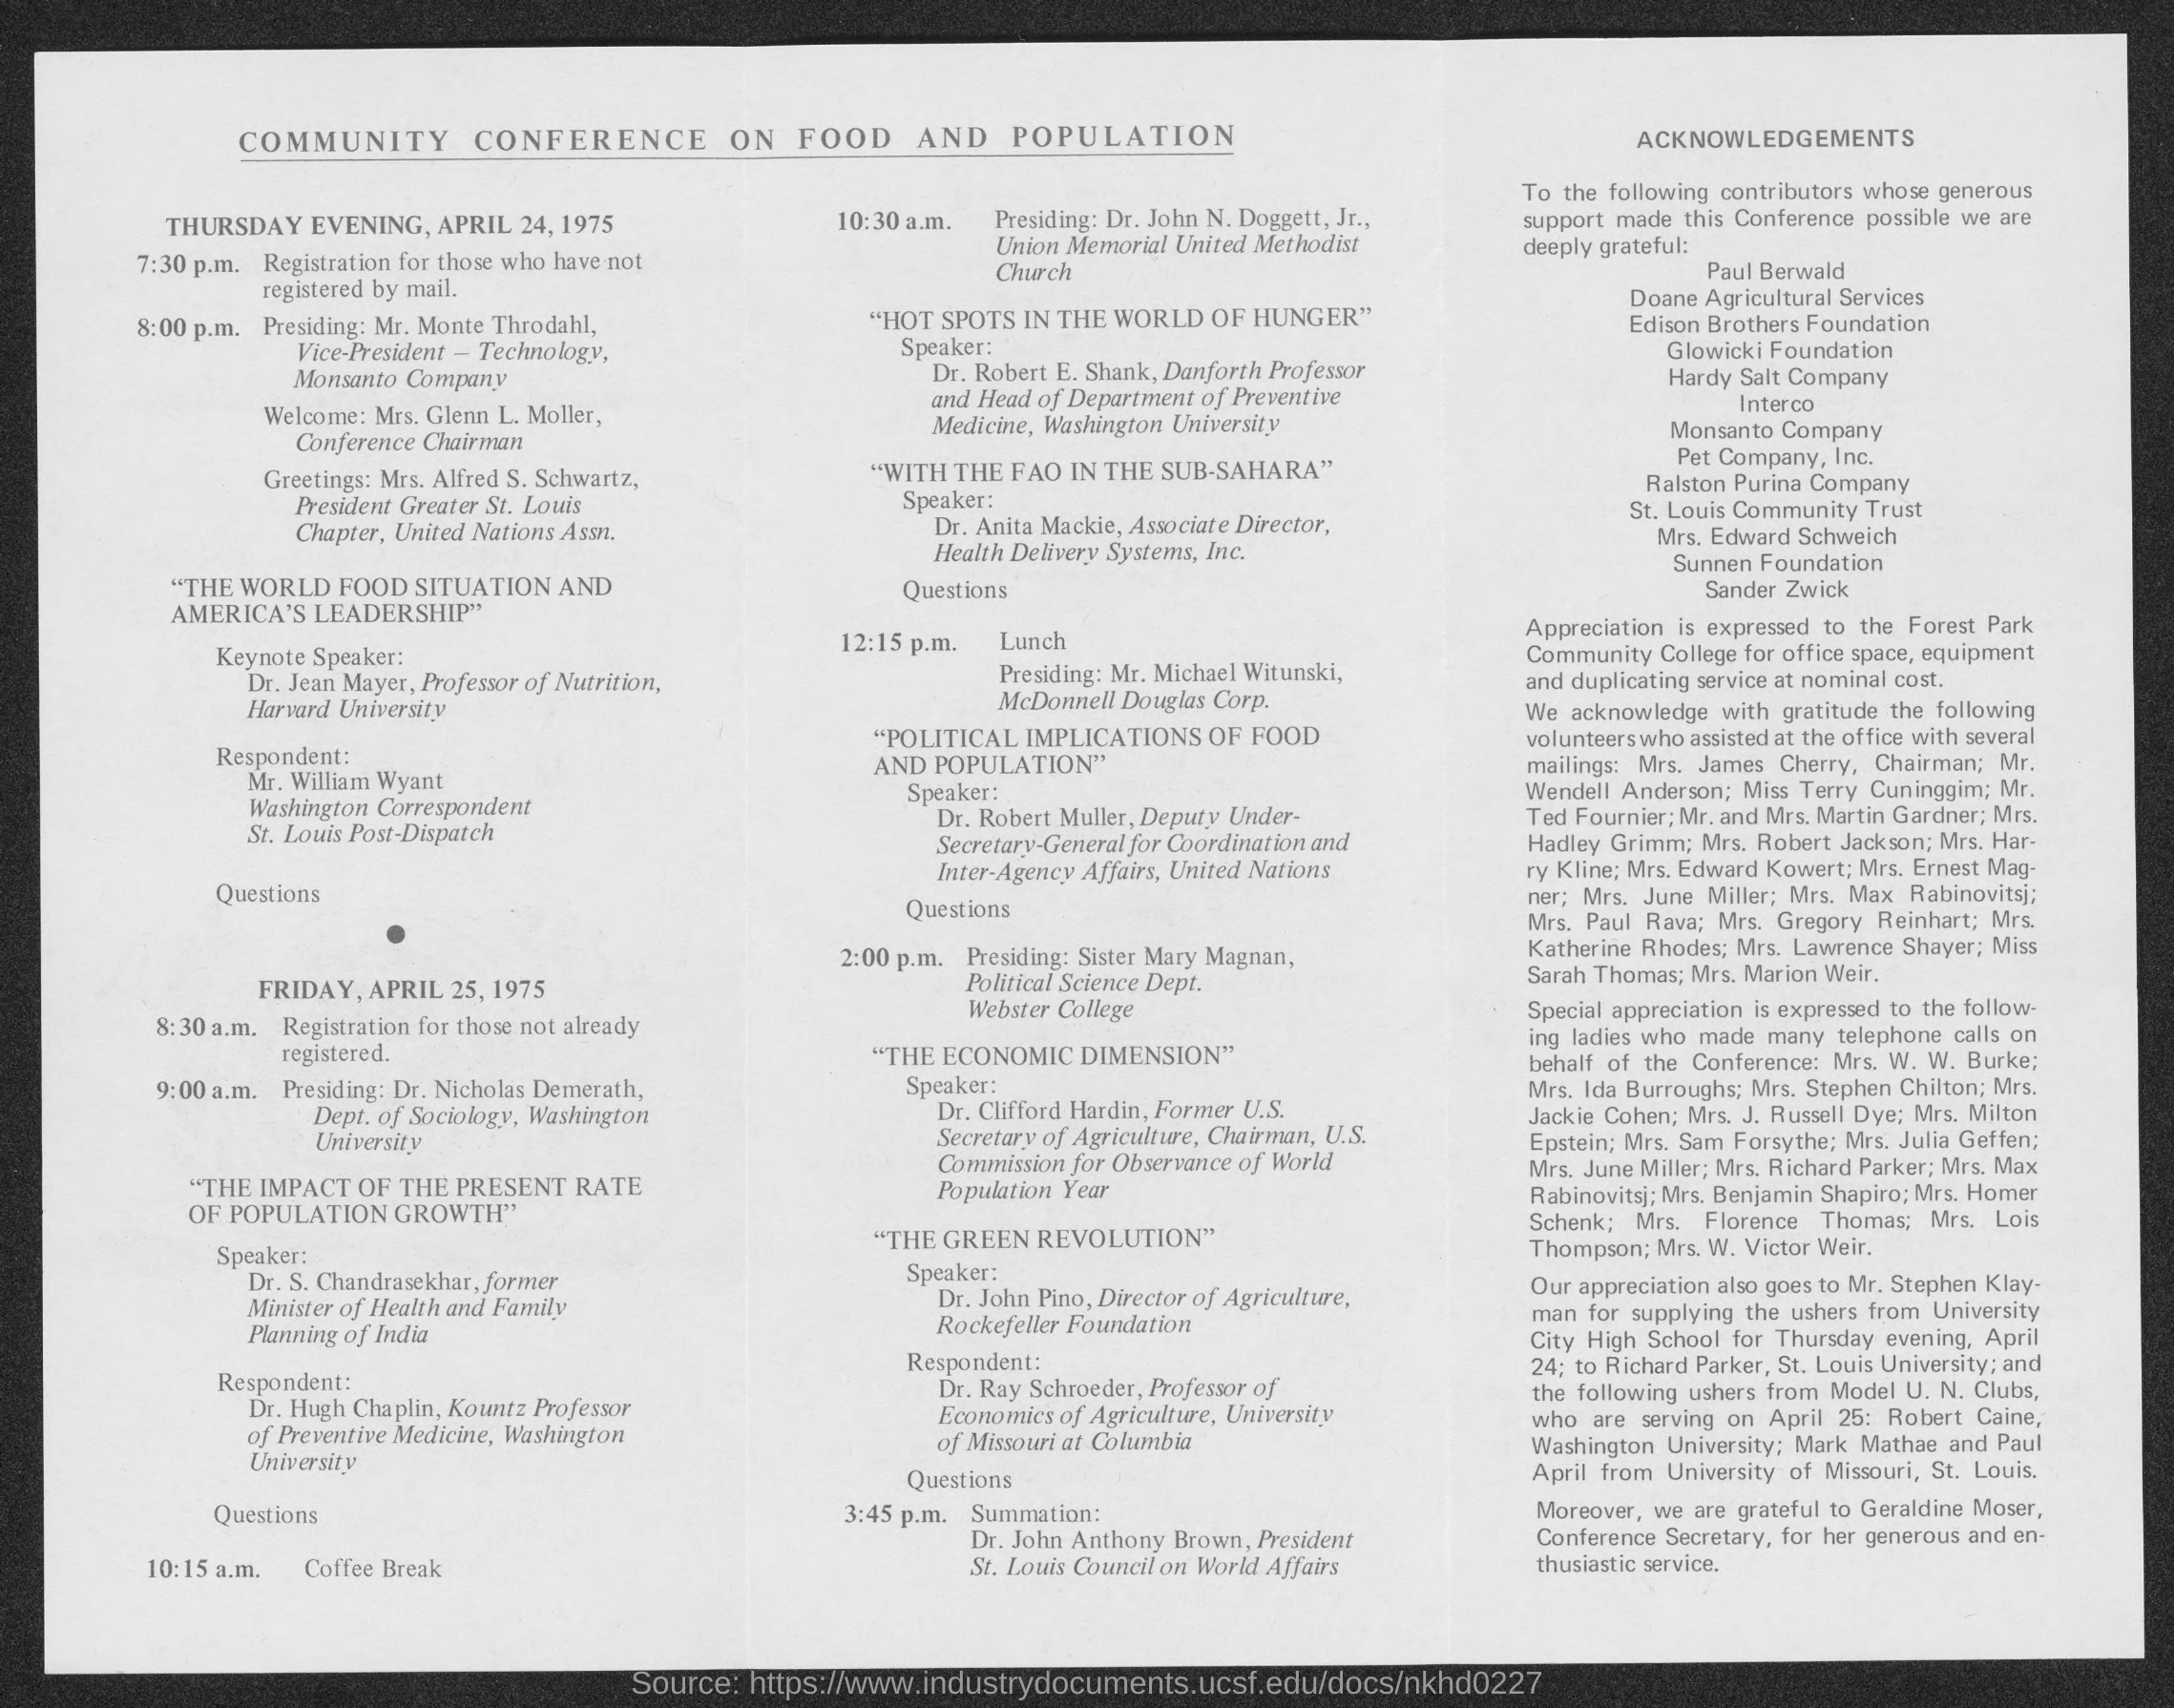 COMMUNITY CONFERENCE ON FOOD AND POPULATION
THURSDAY EVENING, APRIL 24, 1975
7:30 p.m. Registration for those who have not
registered by mail.
8:00 p.m. Presiding: Mr. Monte Throdahl,
Vice-President – Technology,
Monsanto Company
Welcome: Mrs. Glenn L. Moller,
Conference Chairman
Greetings: Mrs. Alfred S. Schwartz,
President Greater St. Louis
Chapter, United Nations Assn.
“THE WORLD FOOD SITUATION AND
AMERICA’S LEADERSHIP”
Keynote Speaker:
Dr. Jean Mayer, Professor of Nutrition,
Harvard University
Respondent:
Mr. William Wyant
Washington Correspondent
St. Louis Post-Dispatch
Questions
●
FRIDAY, APRIL 25, 1975
8:30 a.m. Registration for those not already
registered.
9:00 a.m. Presiding: Dr. Nicholas Demerath,
Dept. of Sociology, Washington
University
“THE IMPACT OF THE PRESENT RATE
OF POPULATION GROWTH”
Speaker:
Dr. S. Chandrasekhar, former
Minister of Health and Family
Planning of India
Respondent:
Dr. Hugh Chaplin, Kountz Professor
of Preventive Medicine, Washington
University
Questions
10:15 a.m. Coffee Break
10:30 a.m. Presiding: Dr. John N. Doggett, Jr.,
Union Memorial United Methodist
Church
“HOT SPOTS IN THE WORLD OF HUNGER”
Speaker:
Dr. Robert E. Shank, Danforth Professor
and Head of Department of Preventive
Medicine, Washington University
“WITH THE FAO IN THE SUB-SAHARA”
Speaker:
Dr. Anita Mackie, Associate Director,
Health Delivery Systems, Inc.
Questions
12:15 p.m. Lunch
Presiding: Mr. Michael Witunski,
McDonnell Douglas Corp.
“POLITICAL IMPLICATIONS OF FOOD
AND POPULATION”
Speaker:
Dr. Robert Muller, Deputy Under-
Secretary-General for Coordination and
Inter-Agency Affairs, United Nations
Questions
2:00 p.m. Presiding: Sister Mary Magnan,
Political Science Dept.
Webster College
“THE ECONOMIC DIMENSION”
Speaker:
Dr. Clifford Hardin, Former U.S.
Secretary of Agriculture, Chairman, U.S.
Commission for Observance of World
Population Year
“THE GREEN REVOLUTION”
Speaker:
Dr. John Pino, Director of Agriculture,
Rockefeller Foundation
Respondent:
Dr. Ray Schroeder, Professor of
Economics of Agriculture, University
of Missouri at Columbia
Questions
3:45 p.m. Summation:
Dr. John Anthony Brown, President
St. Louis Council on World Affairs
ACKNOWLEDGEMENTS
To the following contributors whose generous
support made this Conference possible we are
deeply grateful:
Paul Berwald
Doane Agricultural Services
Edison Brothers Foundation
Glowicki Foundation
Hardy Salt Company
Interco
Monsanto Company
Pet Company, Inc.
Ralston Purina Company
St. Louis Community Trust
Mrs. Edward Schweich
Sunnen Foundation
Sander Zwick
Appreciation is expressed to the Forest Park
Community College for office space, equipment
and duplicating service at nominal cost.
We acknowledge with gratitude the following
volunteers who assisted at the office with several
mailings: Mrs. James Cherry, Chairman; Mr.
Wendell Anderson; Miss Terry Cuninggim; Mr.
Ted Fournier; Mr. and Mrs. Martin Gardner; Mrs.
Hadley Grimm; Mrs. Robert Jackson; Mrs. Har-
ry Kline; Mrs. Edward Kowert; Mrs. Ernest Mag-
ner; Mrs. June Miller; Mrs. Max Rabinovitsj;
Mrs. Paul Rava; Mrs. Gregory Reinhart; Mrs.
Katherine Rhodes; Mrs. Lawrence Shayer; Miss
Sarah Thomas; Mrs. Marion Weir.
Special appreciation is expressed to the follow-
ing ladies who made many telephone calls on
behalf of the Conference: Mrs. W. W. Burke;
Mrs. Ida Burroughs; Mrs. Stephen Chilton; Mrs.
Jackie Cohen; Mrs. J. Russell Dye; Mrs. Milton
Epstein; Mrs. Sam Forsythe; Mrs. Julia Geffen;
Mrs. June Miller; Mrs. Richard Parker; Mrs. Max
Rabinovitsj; Mrs. Benjamin Shapiro; Mrs. Homer
Schenk; Mrs. Florence Thomas; Mrs. Lois
Thompson; Mrs. W. Victor Weir.
Our appreciation also goes to Mr. Stephen Klay-
man for supplying the ushers from University
City High School for Thursday evening, April
24; to Richard Parker, St. Louis University; and
the following ushers from Model U. N. Clubs,
who are serving on April 25: Robert Caine,
Washington University; Mark Mathae and Paul
April from University of Missouri, St. Louis.
Moreover, we are grateful to Geraldine Moser,
Conference Secretary, for her generous and en-
thusiastic service.
Source: https://www.industrydocuments.ucsf.edu/docs/nkhd0227